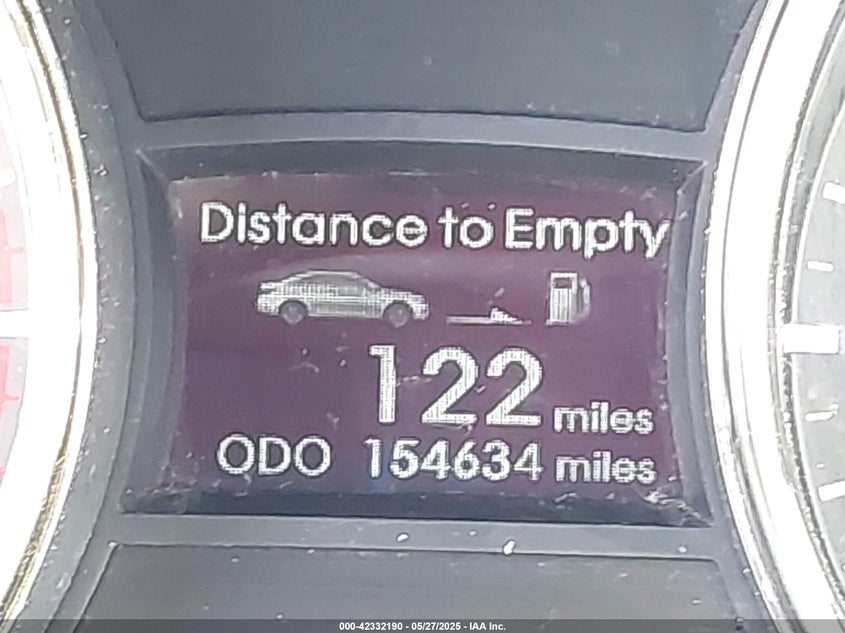 Distance to Empty
122 miles
ODO 154634 miles
000-42332190 - 05/27/2025 - IAA Inc.